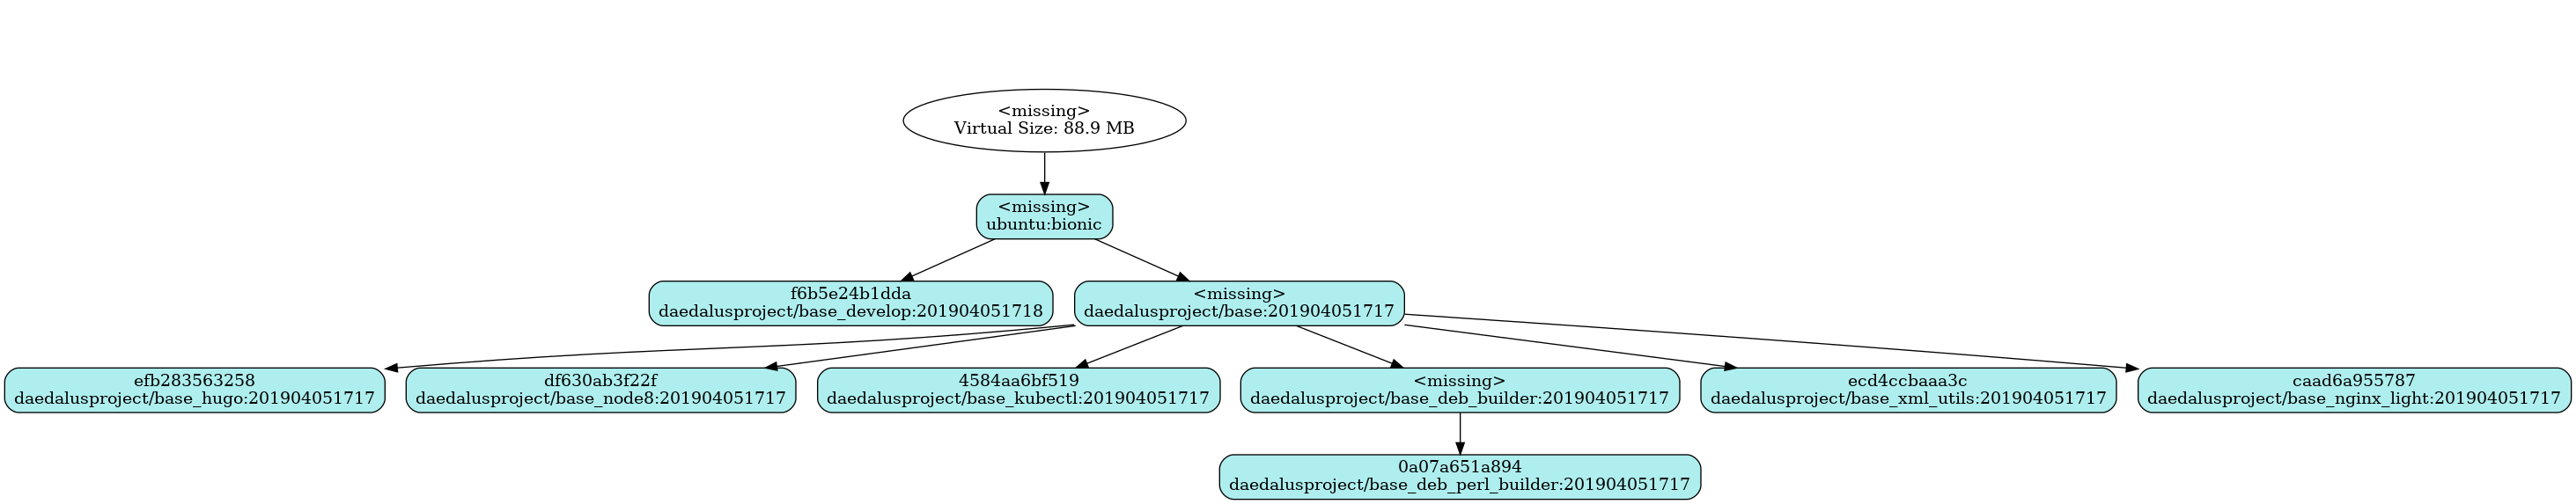 <missing>
Virtual Size: 88.9 MB
<missing>
ubuntu:bionic
f6b5e24b1dda
daedalusproject/base_develop:201904051718
<missing>
daedalusproject/base:201904051717
efb283563258
daedalusproject/base_hugo:201904051717
df630ab3f22f
daedalusproject/base_node8:201904051717
4584aa6bf519
daedalusproject/base_kubectl:201904051717
<missing>
daedalusproject/base_deb_builder:201904051717
ecd4ccbaaa3c
daedalusproject/base_xml_utils:201904051717
caad6a955787
daedalusproject/base_nginx_light:201904051717
0a07a651a894
daedalusproject/base_deb_perl_builder:201904051717